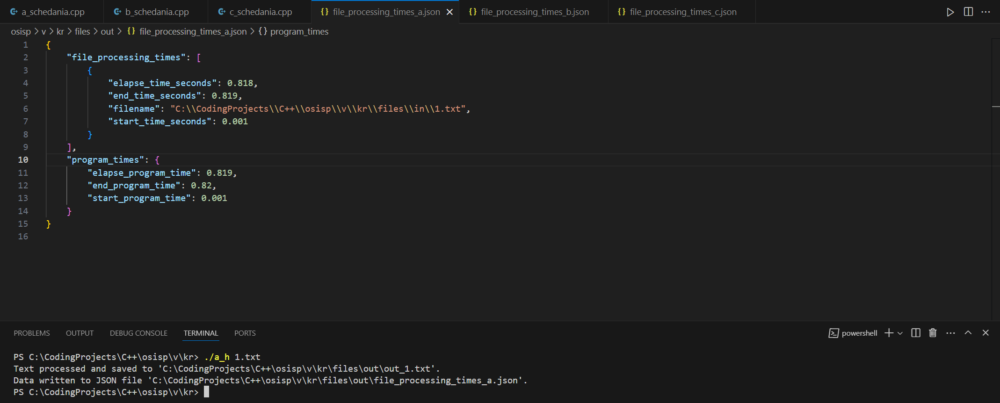 a_schedania.cpp b_schedania.cpp c_schedania.cpp {} file_processing_times_a.json {} file_processing_times_b.json {} file_processing_times_c.json
osisp > v > kr > files > out > {} file_processing_times_a.json > {} program_times
1 {
2 "file_processing_times": [
3 {
4 "elapse_time_seconds": 0.818,
5 "end_time_seconds": 0.819,
6 "filename": "C:\\CodingProjects\\C++\\osisp\\v\\kr\\files\\in\\1.txt",
7 "start_time_seconds": 0.001
8 }
9 ],
10 "program_times": {
11 "elapse_program_time": 0.819,
12 "end_program_time": 0.82,
13 "start_program_time": 0.001
14 }
15 }
16
PROBLEMS OUTPUT DEBUG CONSOLE TERMINAL PORTS powershell
PS C:\CodingProjects\C++\osisp\v\kr> ./a_h 1.txt
Text processed and saved to 'C:\CodingProjects\C++\osisp\v\kr\files\out\out_1.txt'.
Data written to JSON file 'C:\CodingProjects\C++\osisp\v\kr\files\out\file_processing_times_a.json'.
PS C:\CodingProjects\C++\osisp\v\kr>